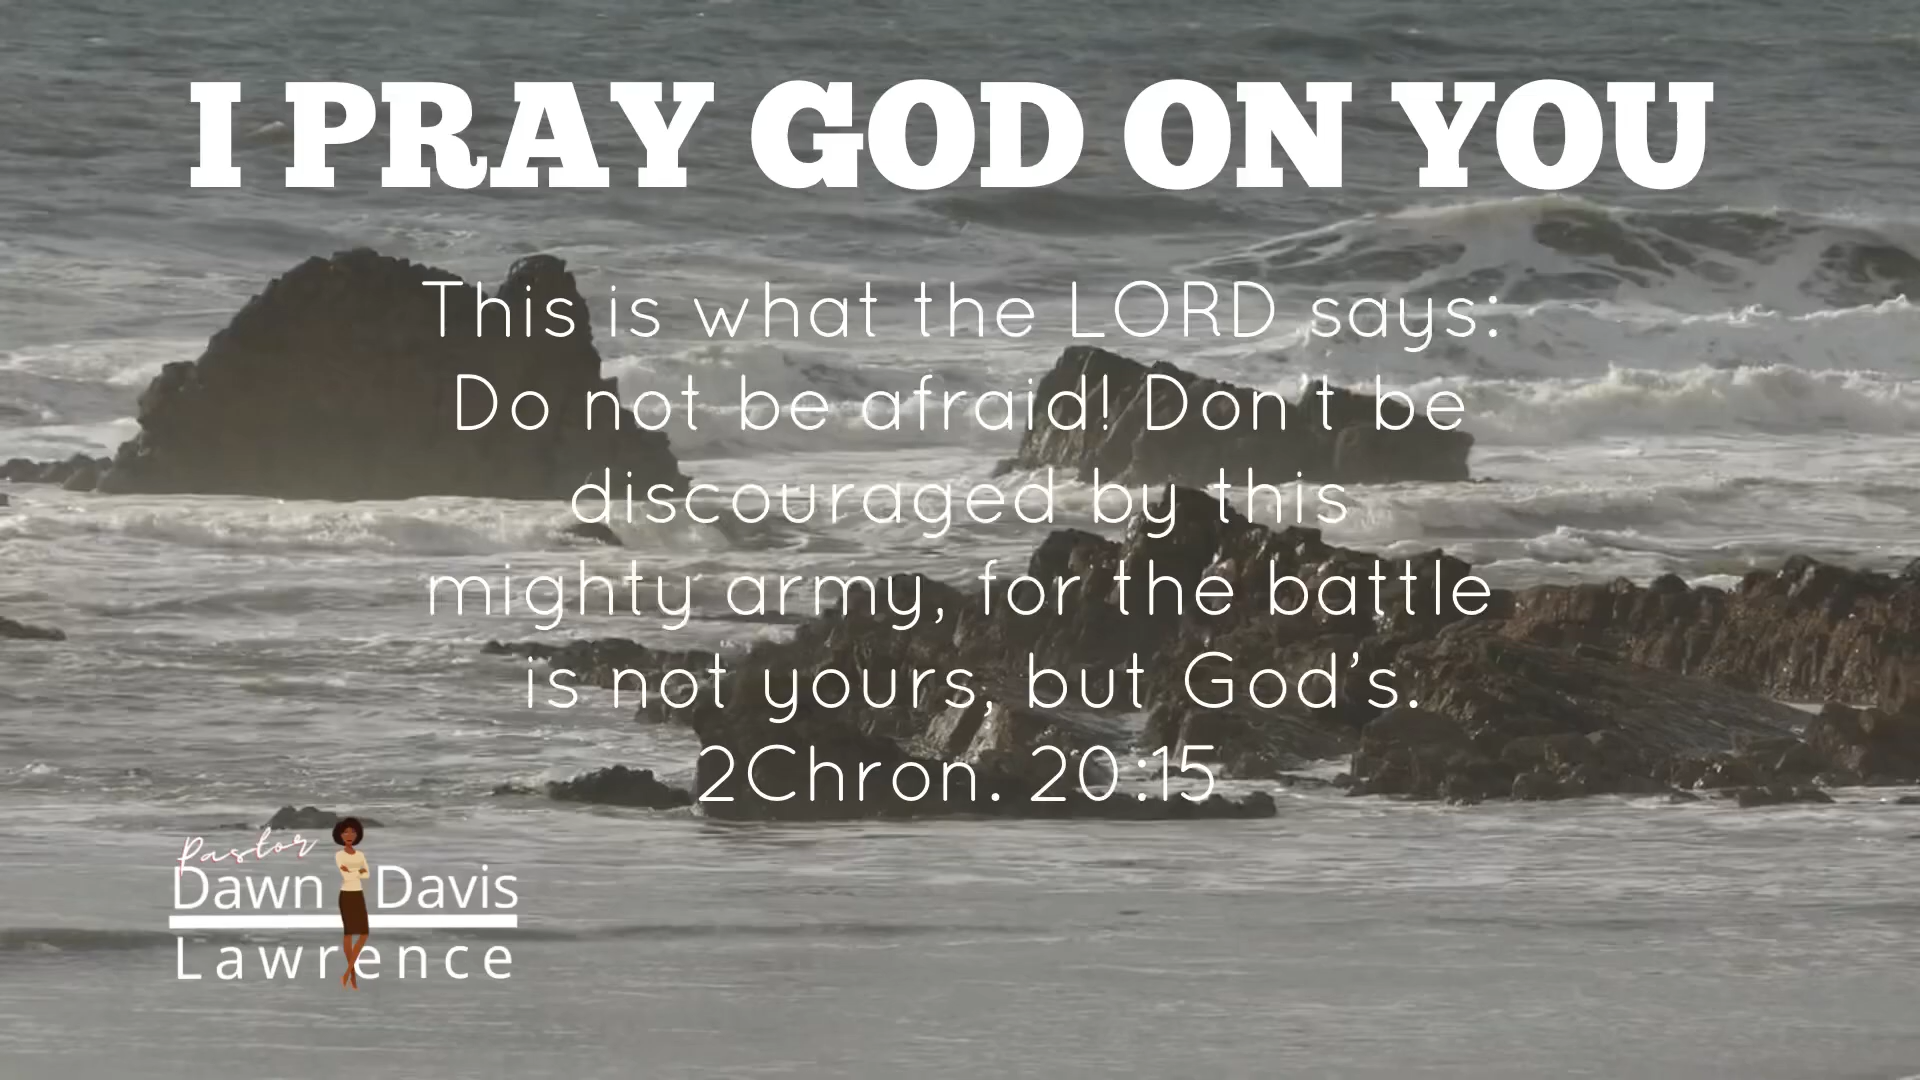 I PRAY GOD ON YOU
This is what the LORD says:
Do not be afraid! Don’t be
discouraged by this
mighty army, for the battle
is not yours, but God’s.
2Chron. 20:15
Pastor
Dawn Davis
Lawrence